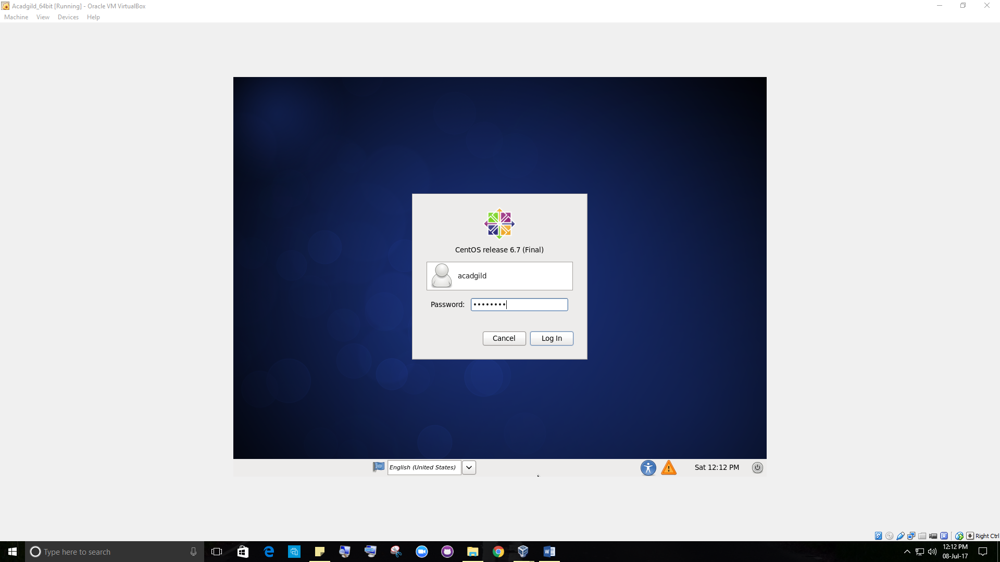 Acadgild_64bit [Running] - Oracle VM VirtualBox
Machine View Devices Help
CentOS release 6.7 (Final)
acadgild
Password: ••••••••
Cancel Log In
English (United States)
Sat 12:12 PM
Right Ctrl
Type here to search
12:12 PM
08-Jul-17